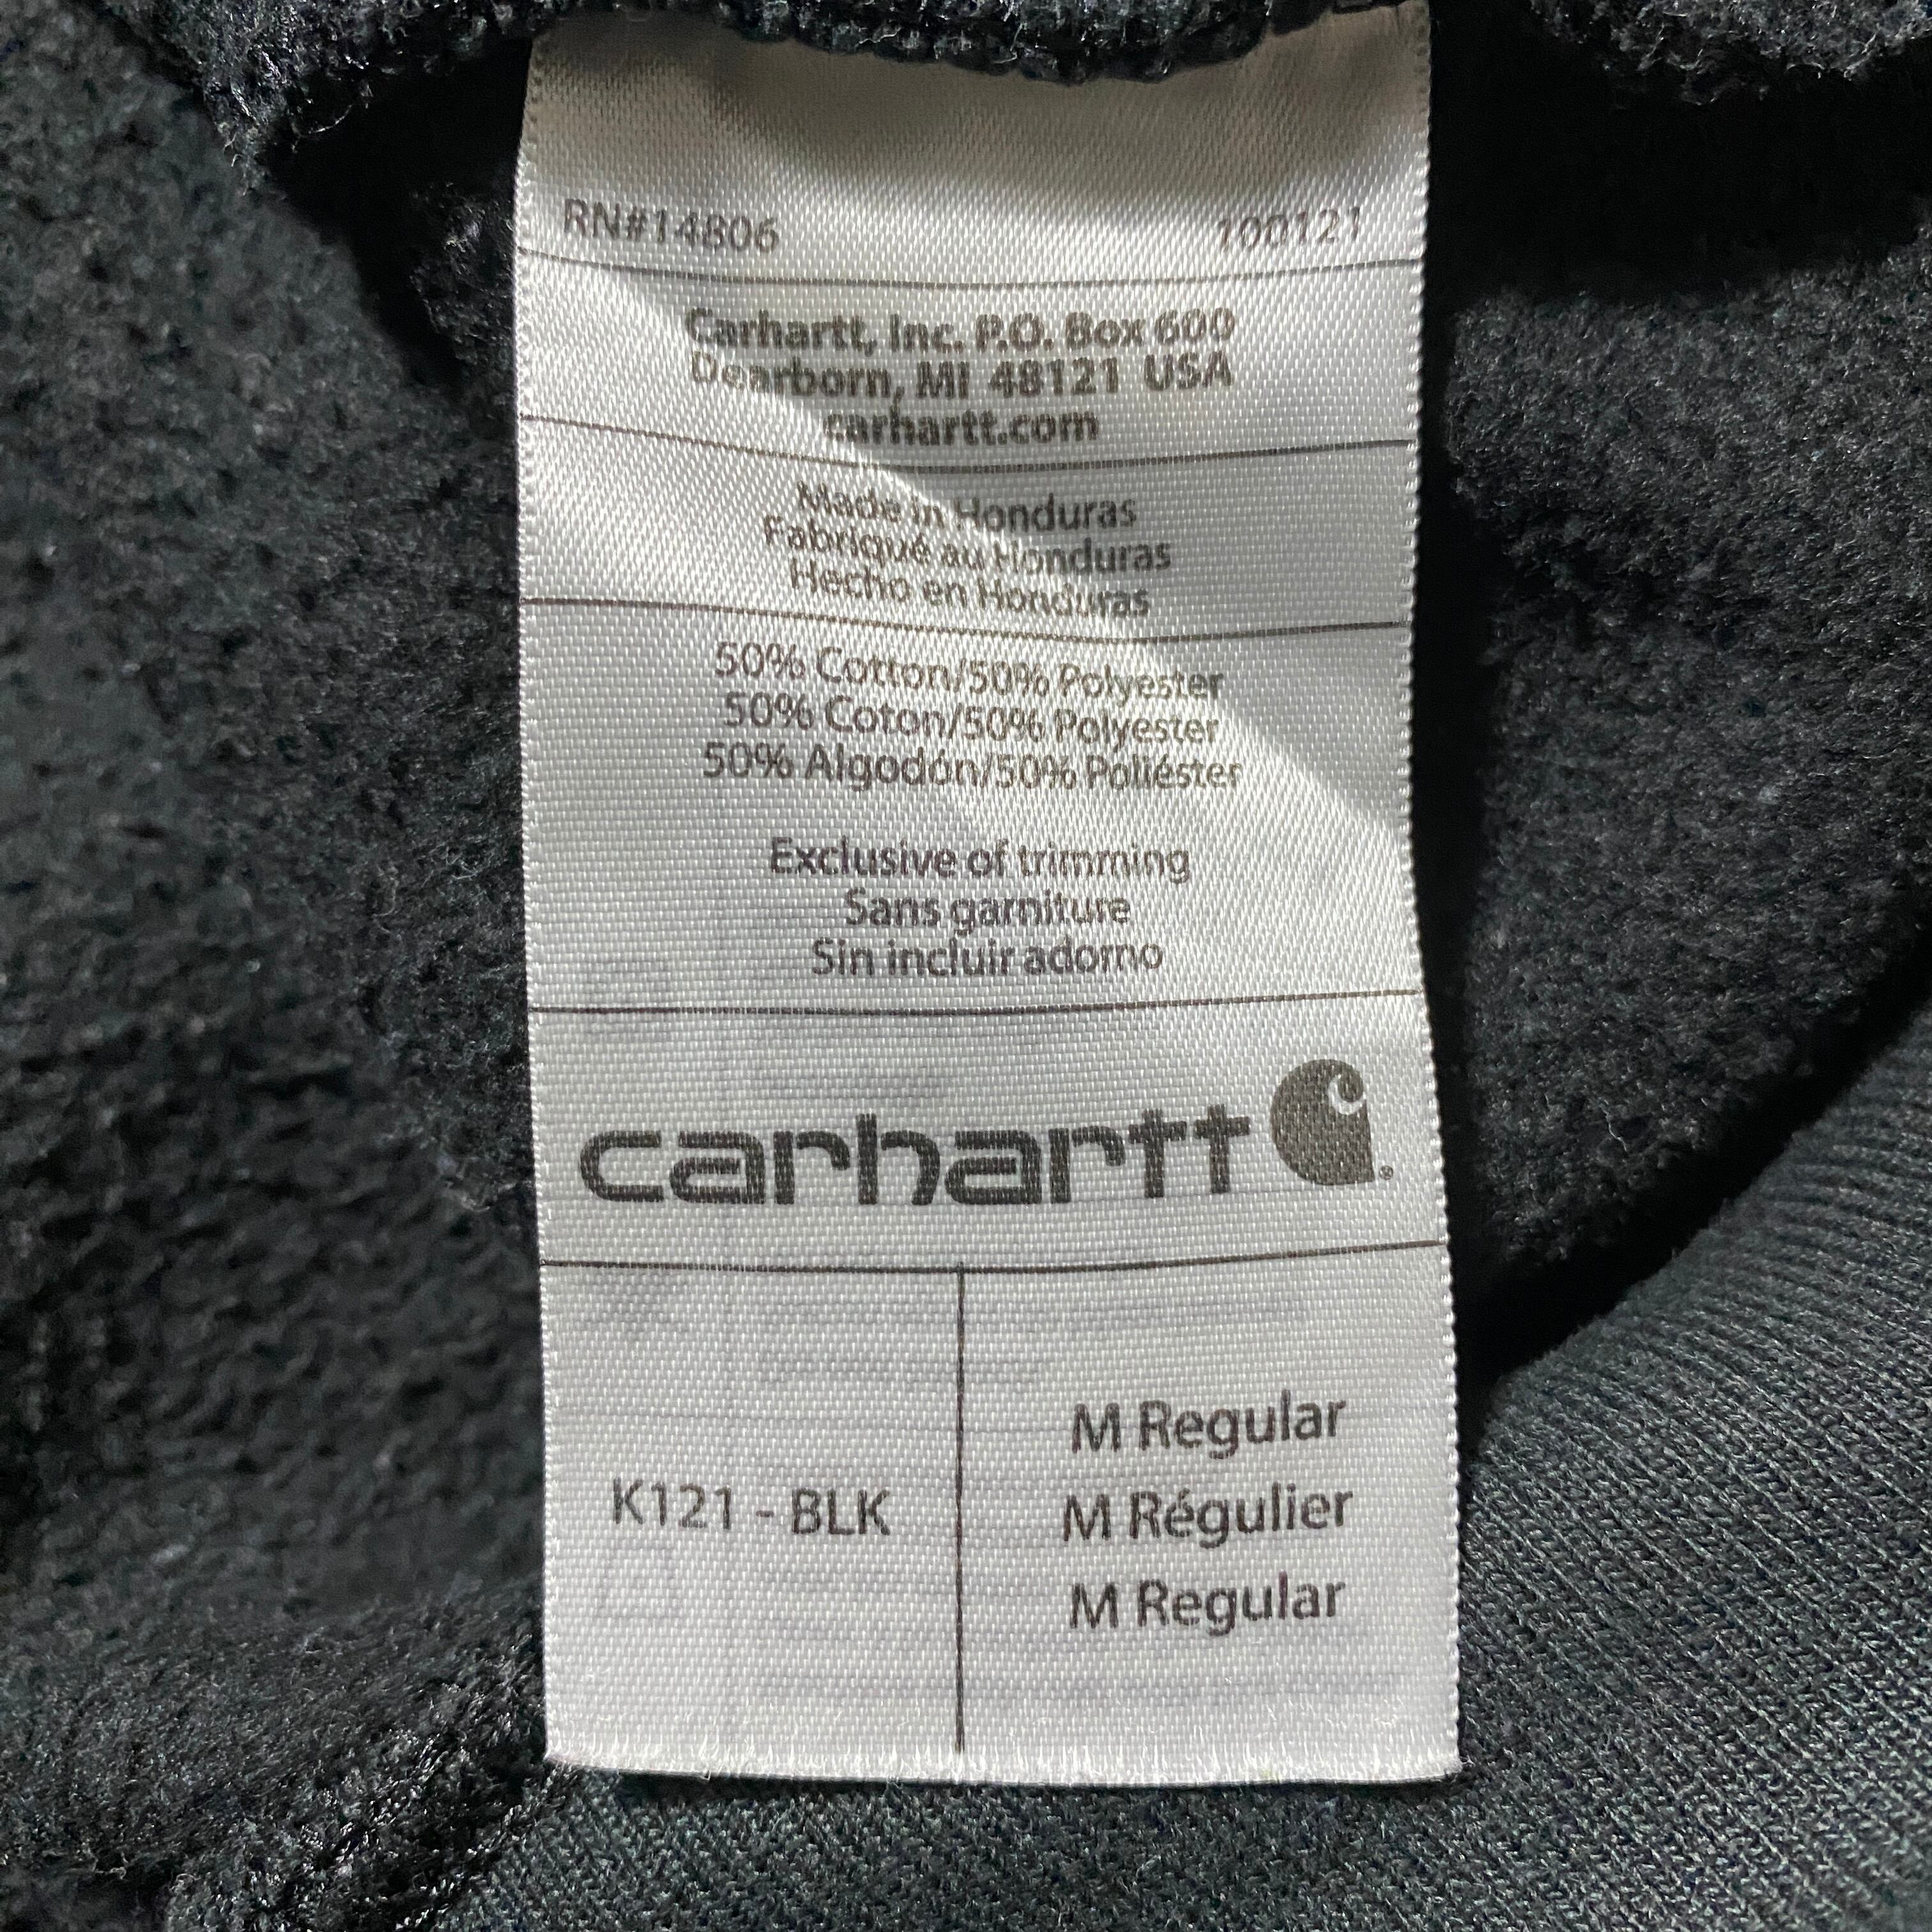 RN#14806 100121
Carhartt, Inc. P.O. Box 600
Dearborn, MI 48121 USA
carhartt.com
Made in Honduras
Fabriqué au Honduras
Hecho en Honduras
50% Cotton/50% Polyester
50% Coton/50% Polyester
50% Algodón/50% Poliéster
Exclusive of trimming
Sans garniture
Sin incluir adorno
carhartt
K121 - BLK
M Regular
M Régulier
M Regular